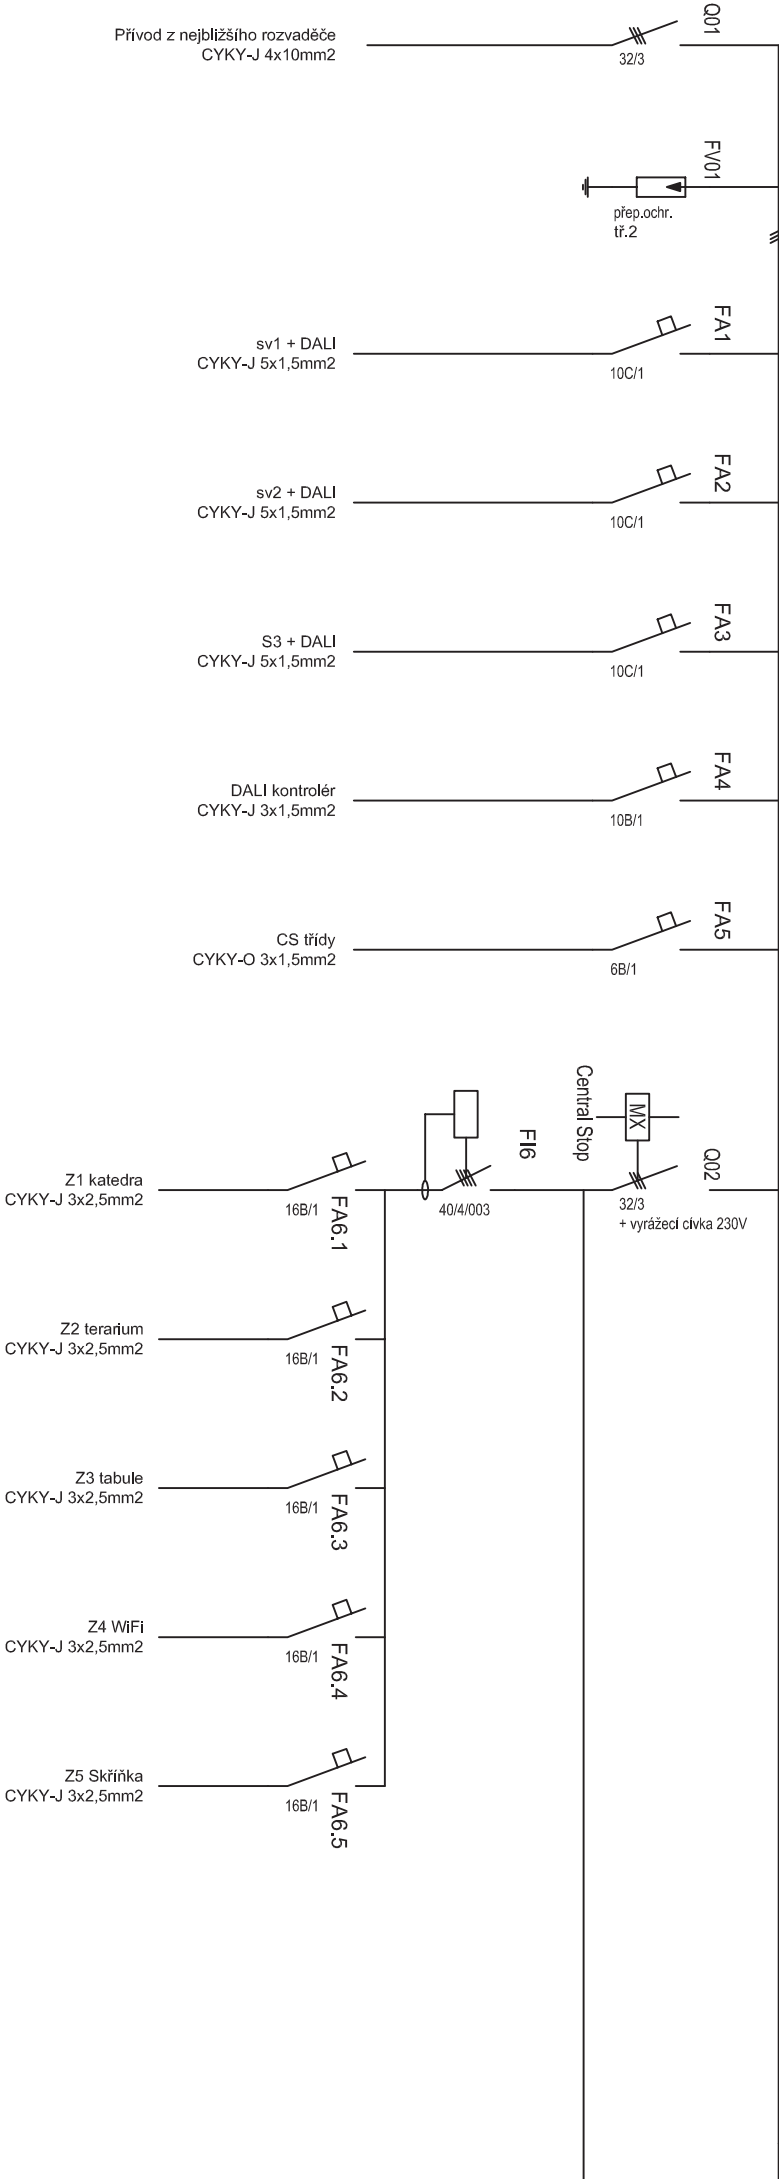 Q01
Přívod z nejbližšího rozvaděče
CYKY-J 4x10mm2
32/3
FV01
přep.ochr.
tř.2
FA1
sv1 + DALI
CYKY-J 5x1,5mm2
10C/1
FA2
sv2 + DALI
CYKY-J 5x1,5mm2
10C/1
FA3
S3 + DALI
CYKY-J 5x1,5mm2
10C/1
FA4
DALI kontrolér
CYKY-J 3x1,5mm2
10B/1
FA5
CS třídy
CYKY-O 3x1,5mm2
6B/1
Central Stop
MX
FI6
Q02
Z1 katedra
CYKY-J 3x2,5mm2
16B/1
FA6.1
40/4/003
32/3
+ vyrážecí cívka 230V
Z2 terarium
CYKY-J 3x2,5mm2
16B/1
FA6.2
Z3 tabule
CYKY-J 3x2,5mm2
16B/1
FA6.3
Z4 WiFi
CYKY-J 3x2,5mm2
16B/1
FA6.4
Z5 Skříňka
CYKY-J 3x2,5mm2
16B/1
FA6.5